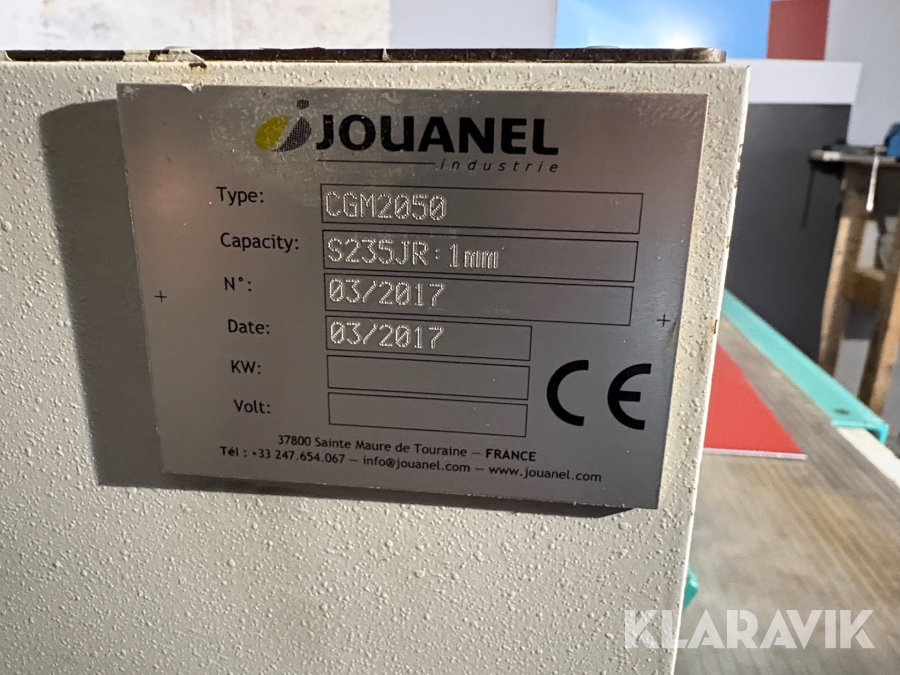 JOUANEL
industrie
Type: CGM2050
Capacity: S235JR: 1mm
N°: 03/2017
Date: 03/2017
KW:
Volt:
CE
37800 Sainte Maure de Touraine — FRANCE
Tél : +33 247.654.067 — info@jouanel.com — www.jouanel.com
KLARAVIK